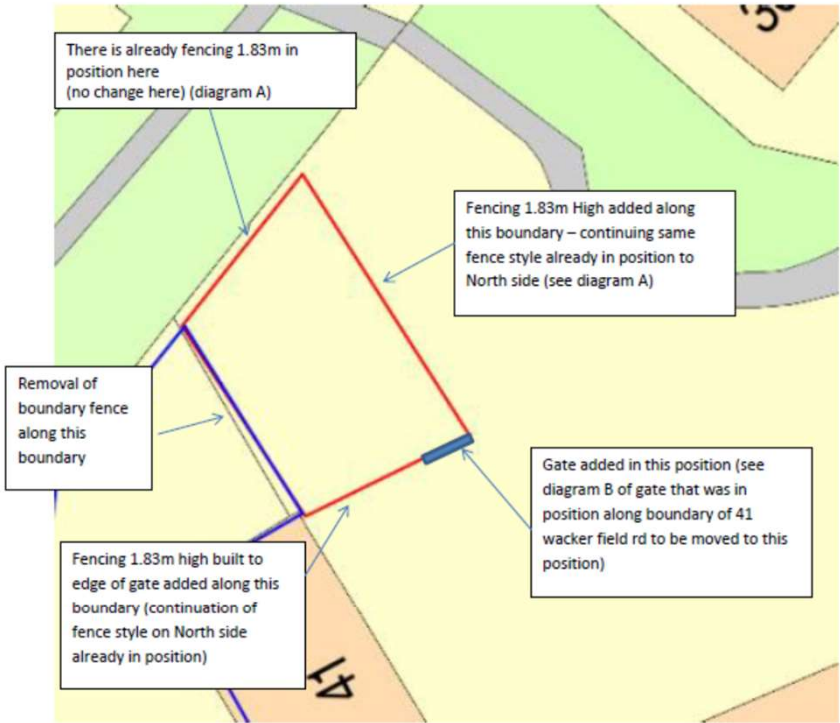 There is already fencing 1.83m in
position here
(no change here) (diagram A)
Fencing 1.83m High added along
this boundary – continuing same
fence style already in position to
North side (see diagram A)
Removal of
boundary fence
along this
boundary
Gate added in this position (see
diagram B of gate that was in
position along boundary of 41
wacker field rd to be moved to this
position)
Fencing 1.83m high built to
edge of gate added along this
boundary (continuation of
fence style on North side
already in position)
41